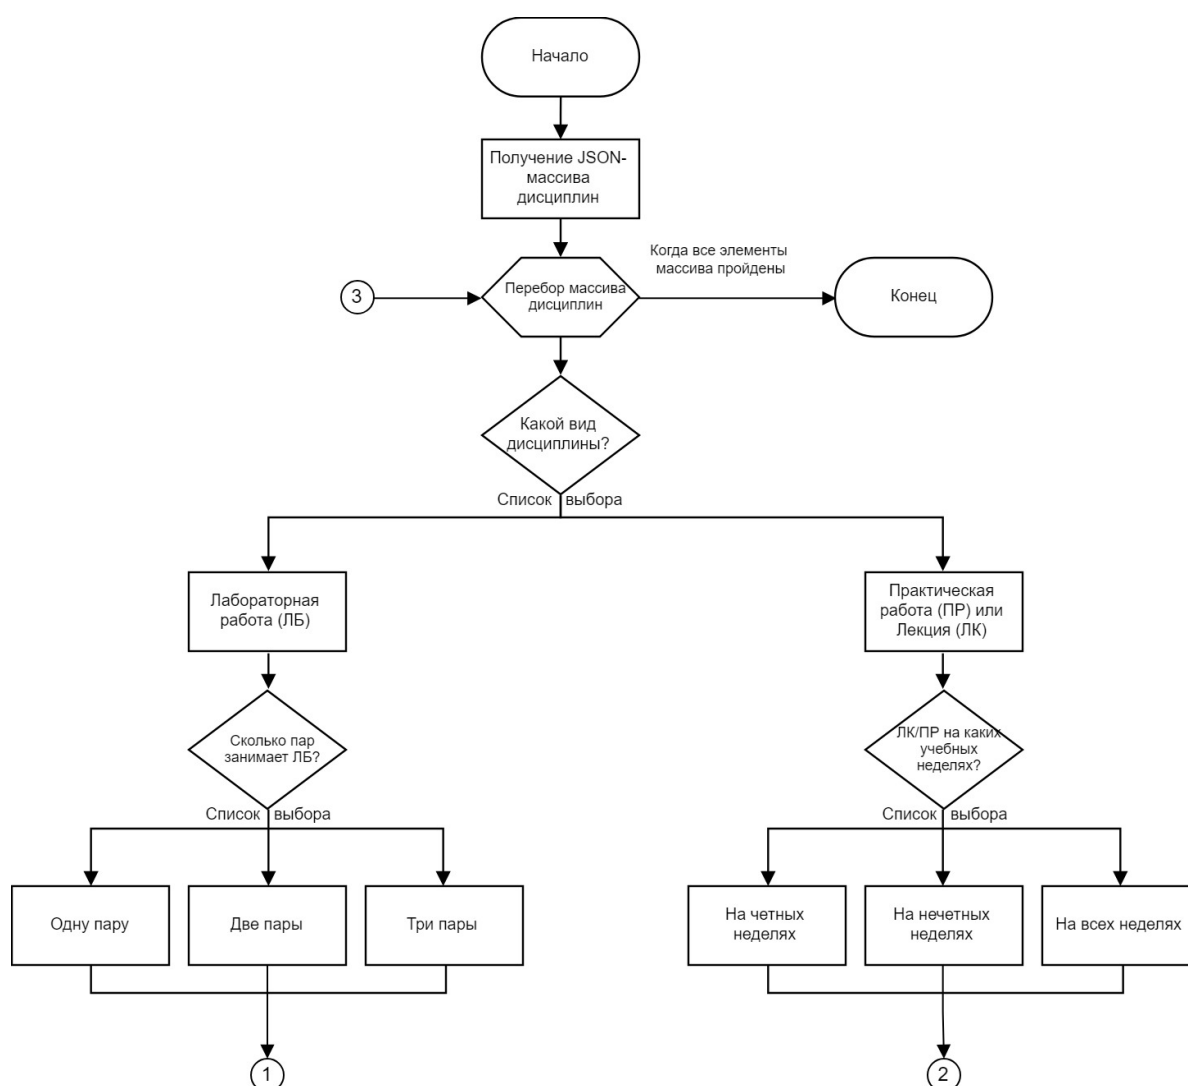 Начало
Получение JSON-
массива
дисциплин
Когда все элементы
массива пройдены
3
Перебор массива
дисциплин
Конец
Какой вид
дисциплины?
Список выбора
Лабораторная
работа (ЛБ)
Практическая
работа (ПР) или
Лекция (ЛК)
Сколько пар
занимает ЛБ?
ЛК/ПР на каких
учебных
неделях?
Список выбора
Список выбора
Одну пару
Две пары
Три пары
На четных
неделях
На нечетных
неделях
На всех неделях
1
2